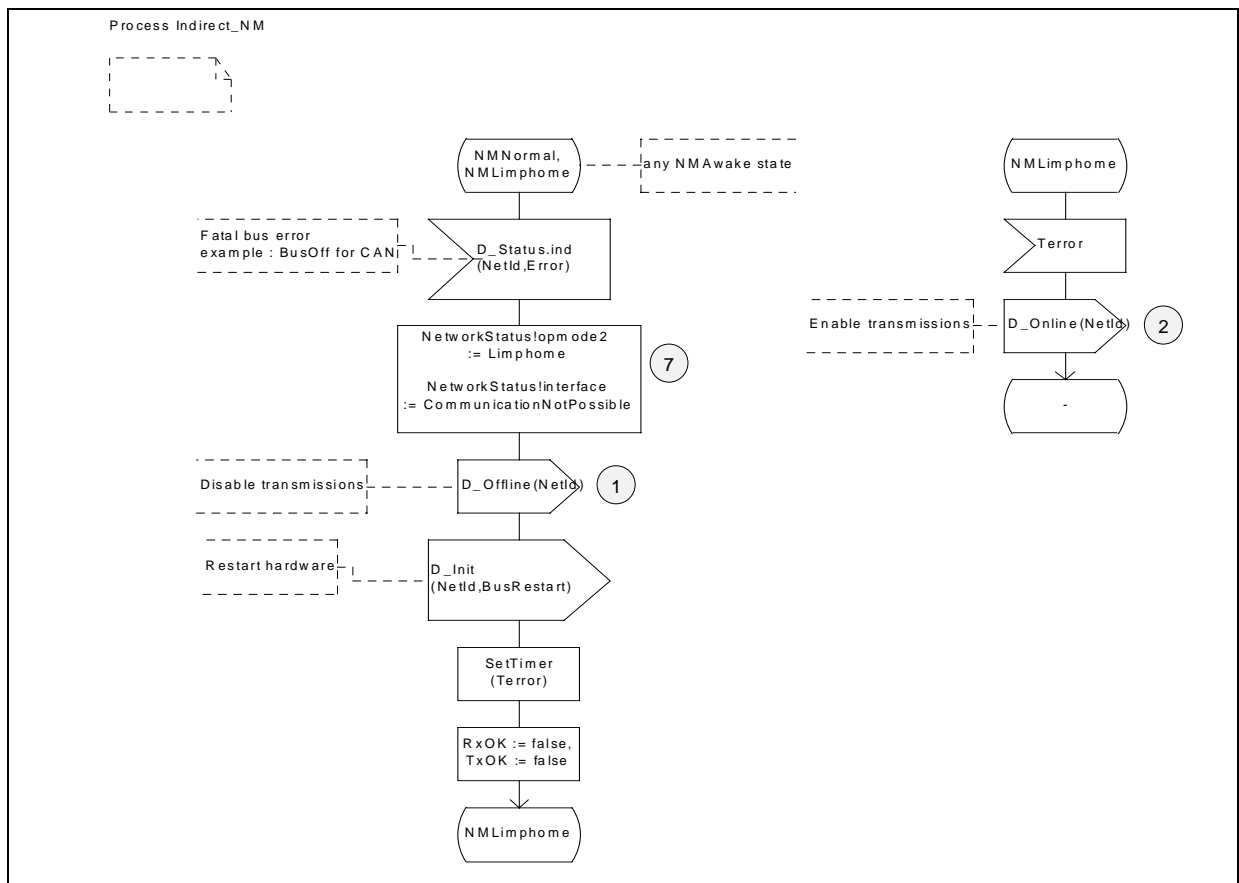 Process Indirect_NM
NMNormal,
NMLimphome
any NMAwake state
Fatal bus error
example : BusOff for CAN
D_Status.ind
(NetId,Error)
NetworkStatus!opmode2
:= Limphome
NetworkStatus!interface
:= CommunicationNotPossible
7
Disable transmissions
D_Offline(NetId)
1
Restart hardware
D_Init
(NetId,BusRestart)
SetTimer
(Terror)
RxOK := false,
TxOK := false
NMLimphome
NMLimphome
Terror
Enable transmissions
D_Online(NetId)
2
-